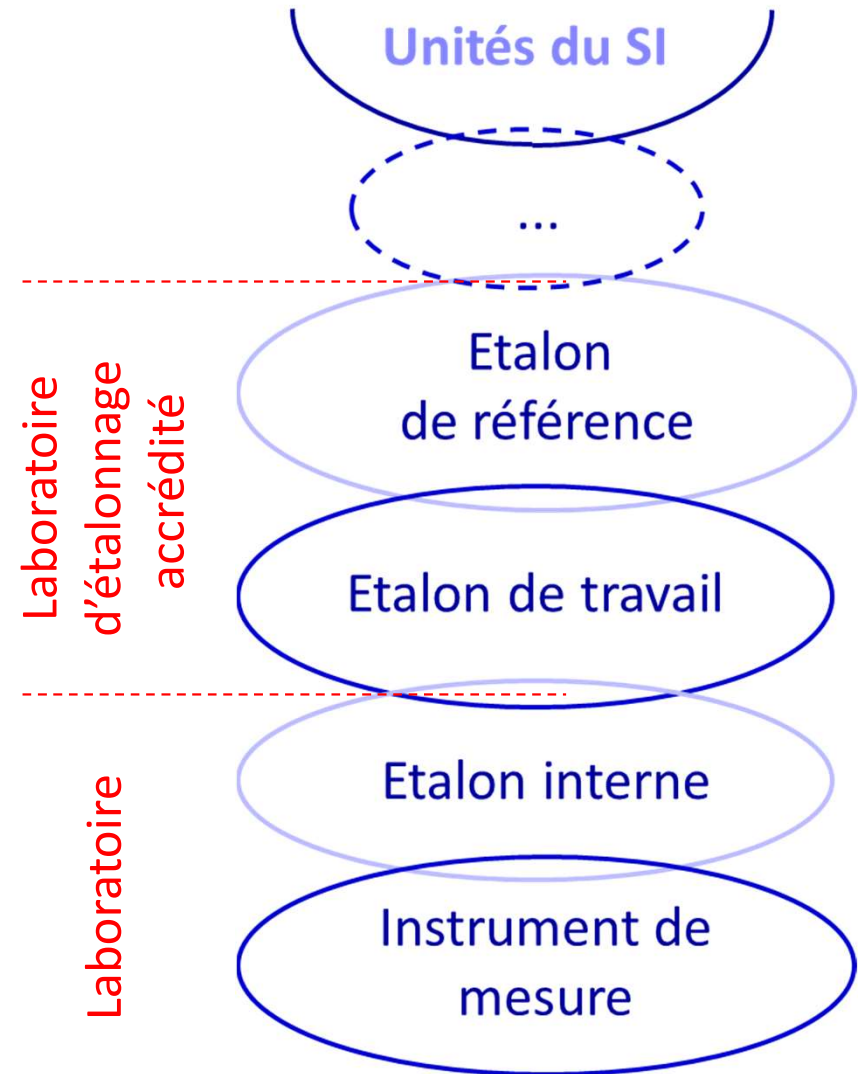 Unités du SI
...
Etalon
de référence
Laboratoire
d'étalonnage
accrédité
Etalon de travail
Etalon interne
Laboratoire
Instrument de
mesure